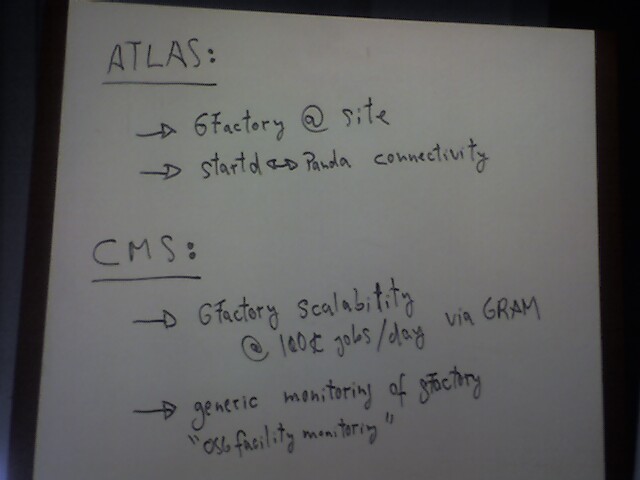 ATLAS:
→ GFactory @ site
→ startd ↔ Panda connectivity
CMS:
→ GFactory scalability
@ 100k jobs/day via GRAM
→ generic monitoring of gFactory
"OSG facility monitoring"